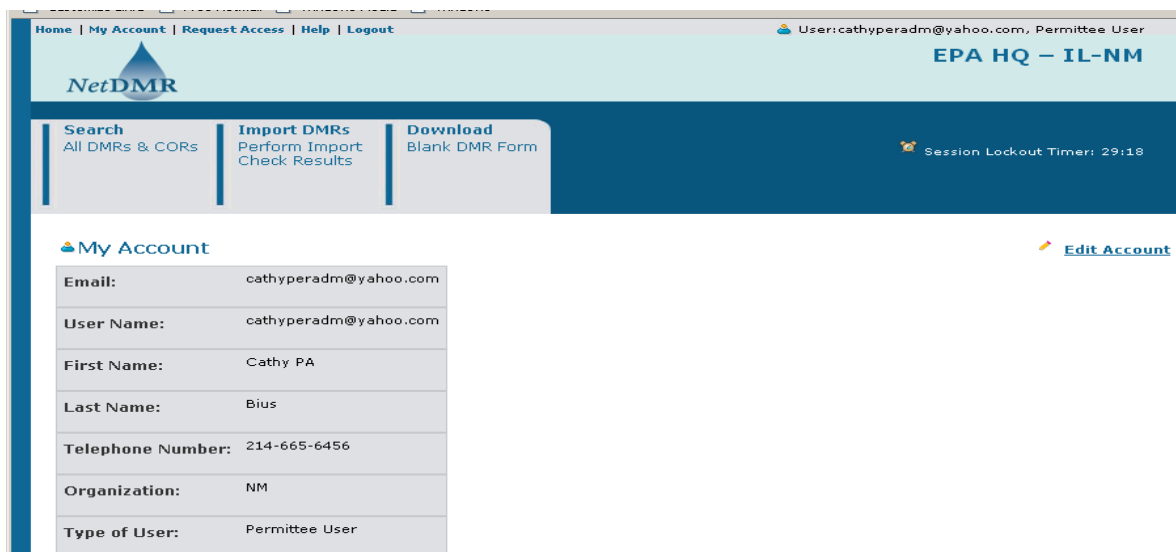 Home | My Account | Request Access | Help | Logout
User:cathyperadm@yahoo.com, Permittee User
EPA HQ – IL-NM
NetDMR
Search
All DMRs & CORs
Import DMRs
Perform Import
Check Results
Download
Blank DMR Form
Session Lockout Timer: 29:18
My Account
Edit Account
Email: cathyperadm@yahoo.com
User Name: cathyperadm@yahoo.com
First Name: Cathy PA
Last Name: Bius
Telephone Number: 214-665-6456
Organization: NM
Type of User: Permittee User